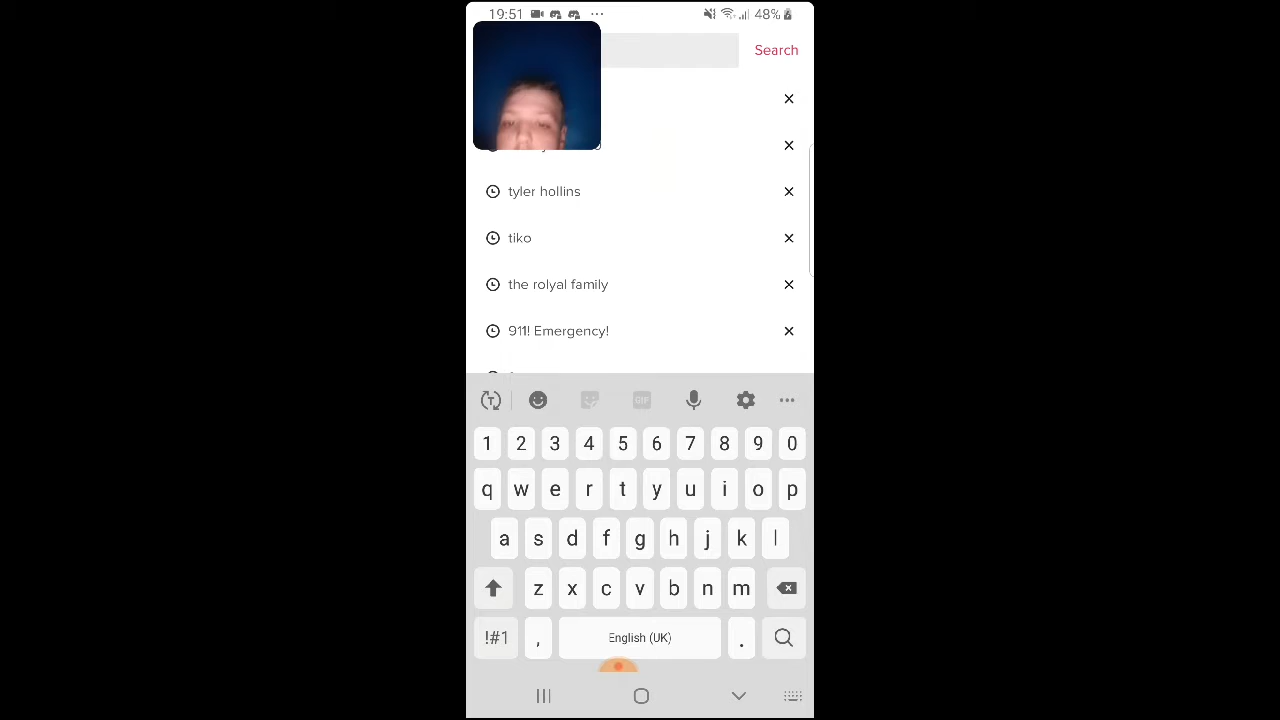 19:51 48%
Search
tyler hollins
tiko
the rolyal family
911! Emergency!
GIF
1 2 3 4 5 6 7 8 9 0
q w e r t y u i o p
a s d f g h j k l
z x c v b n m
!#1 , English (UK) .